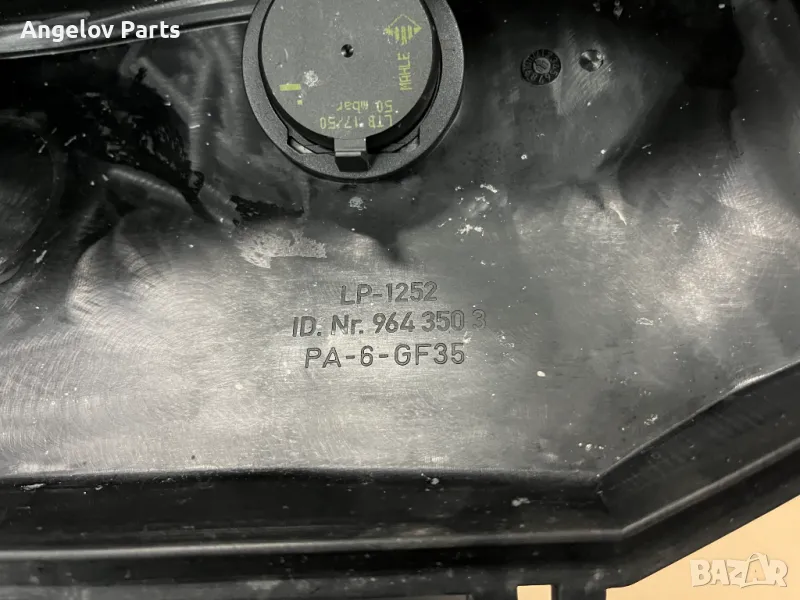 Angelov Parts
MAHLE
50 mbar
LTB 17/50
LP-1252
ID. Nr. 964 350 3
PA-6-GF35
BAZAR